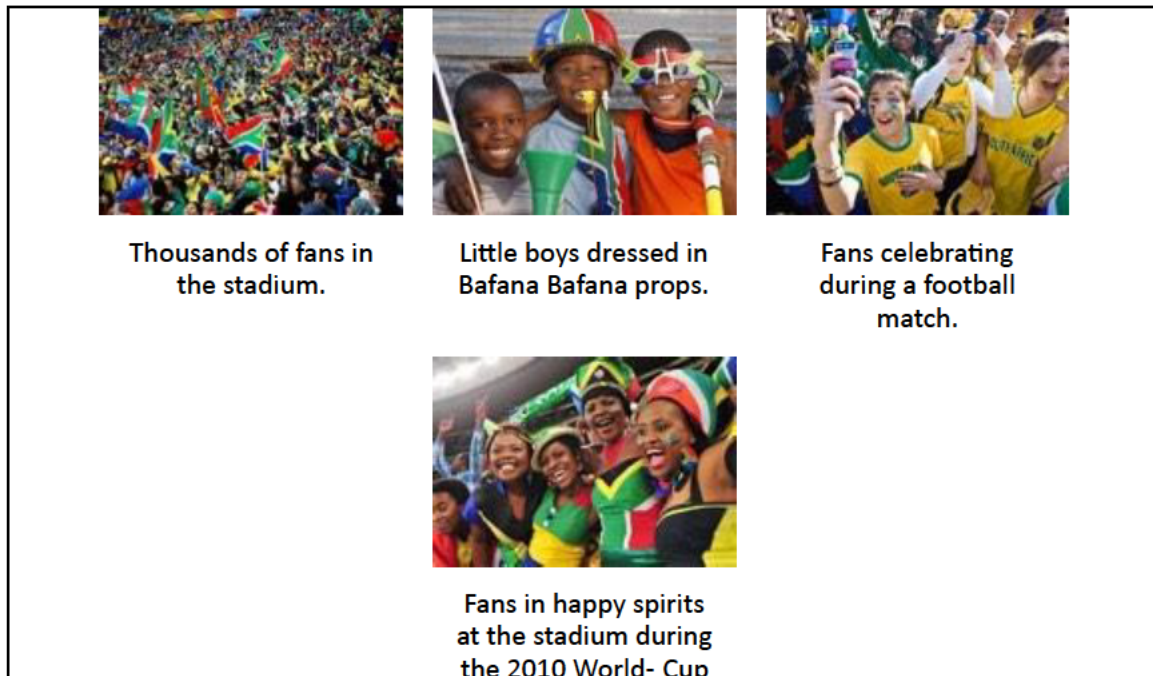 Thousands of fans in
the stadium.
Little boys dressed in
Bafana Bafana props.
Fans celebrating
during a football
match.
Fans in happy spirits
at the stadium during
the 2010 World- Cup